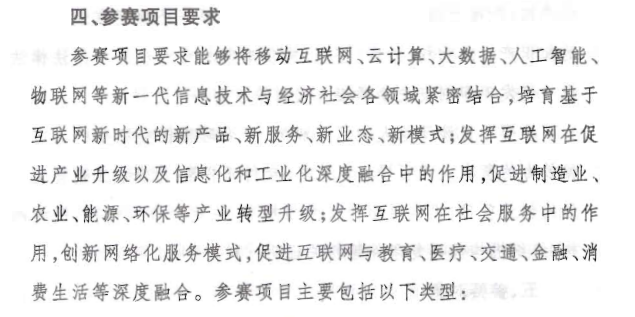 四、参赛项目要求
参赛项目要求能够将移动互联网、云计算、大数据、人工智能、
物联网等新一代信息技术与经济社会各领域紧密结合,培育基于
互联网新时代的新产品、新服务、新业态、新模式;发挥互联网在促
进产业升级以及信息化和工业化深度融合中的作用,促进制造业、
农业、能源、环保等产业转型升级;发挥互联网在社会服务中的作
用,创新网络化服务模式,促进互联网与教育、医疗、交通、金融、消
费生活等深度融合。参赛项目主要包括以下类型: